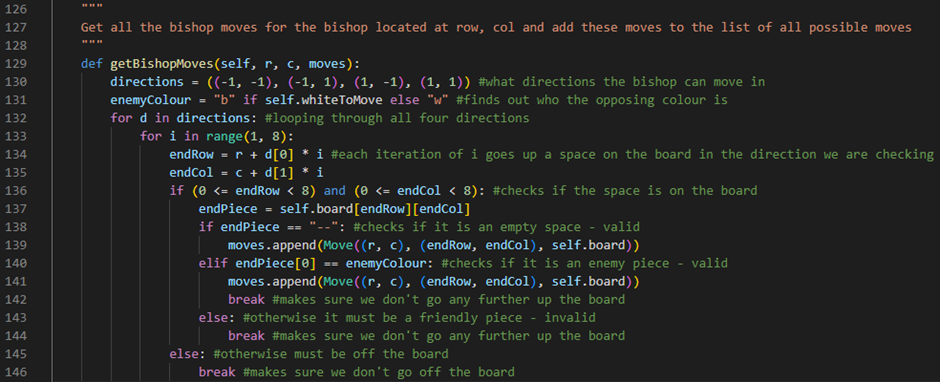 126 """
127 Get all the bishop moves for the bishop located at row, col and add these moves to the list of all possible moves
128 """
129 def getBishopMoves(self, r, c, moves):
130     directions = ((-1, -1), (-1, 1), (1, -1), (1, 1)) #what directions the bishop can move in
131     enemyColour = "b" if self.whiteToMove else "w" #finds out who the opposing colour is
132     for d in directions: #looping through all four directions
133         for i in range(1, 8):
134             endRow = r + d[0] * i #each iteration of i goes up a space on the board in the direction we are checking
135             endCol = c + d[1] * i
136             if (0 <= endRow < 8) and (0 <= endCol < 8): #checks if the space is on the board
137                 endPiece = self.board[endRow][endCol]
138                 if endPiece == "--": #checks if it is an empty space - valid
139                     moves.append(Move((r, c), (endRow, endCol), self.board))
140                 elif endPiece[0] == enemyColour: #checks if it is an enemy piece - valid
141                     moves.append(Move((r, c), (endRow, endCol), self.board))
142                     break #makes sure we don't go any further up the board
143                 else: #otherwise it must be a friendly piece - invalid
144                     break #makes sure we don't go any further up the board
145             else: #otherwise must be off the board
146                 break #makes sure we don't go off the board